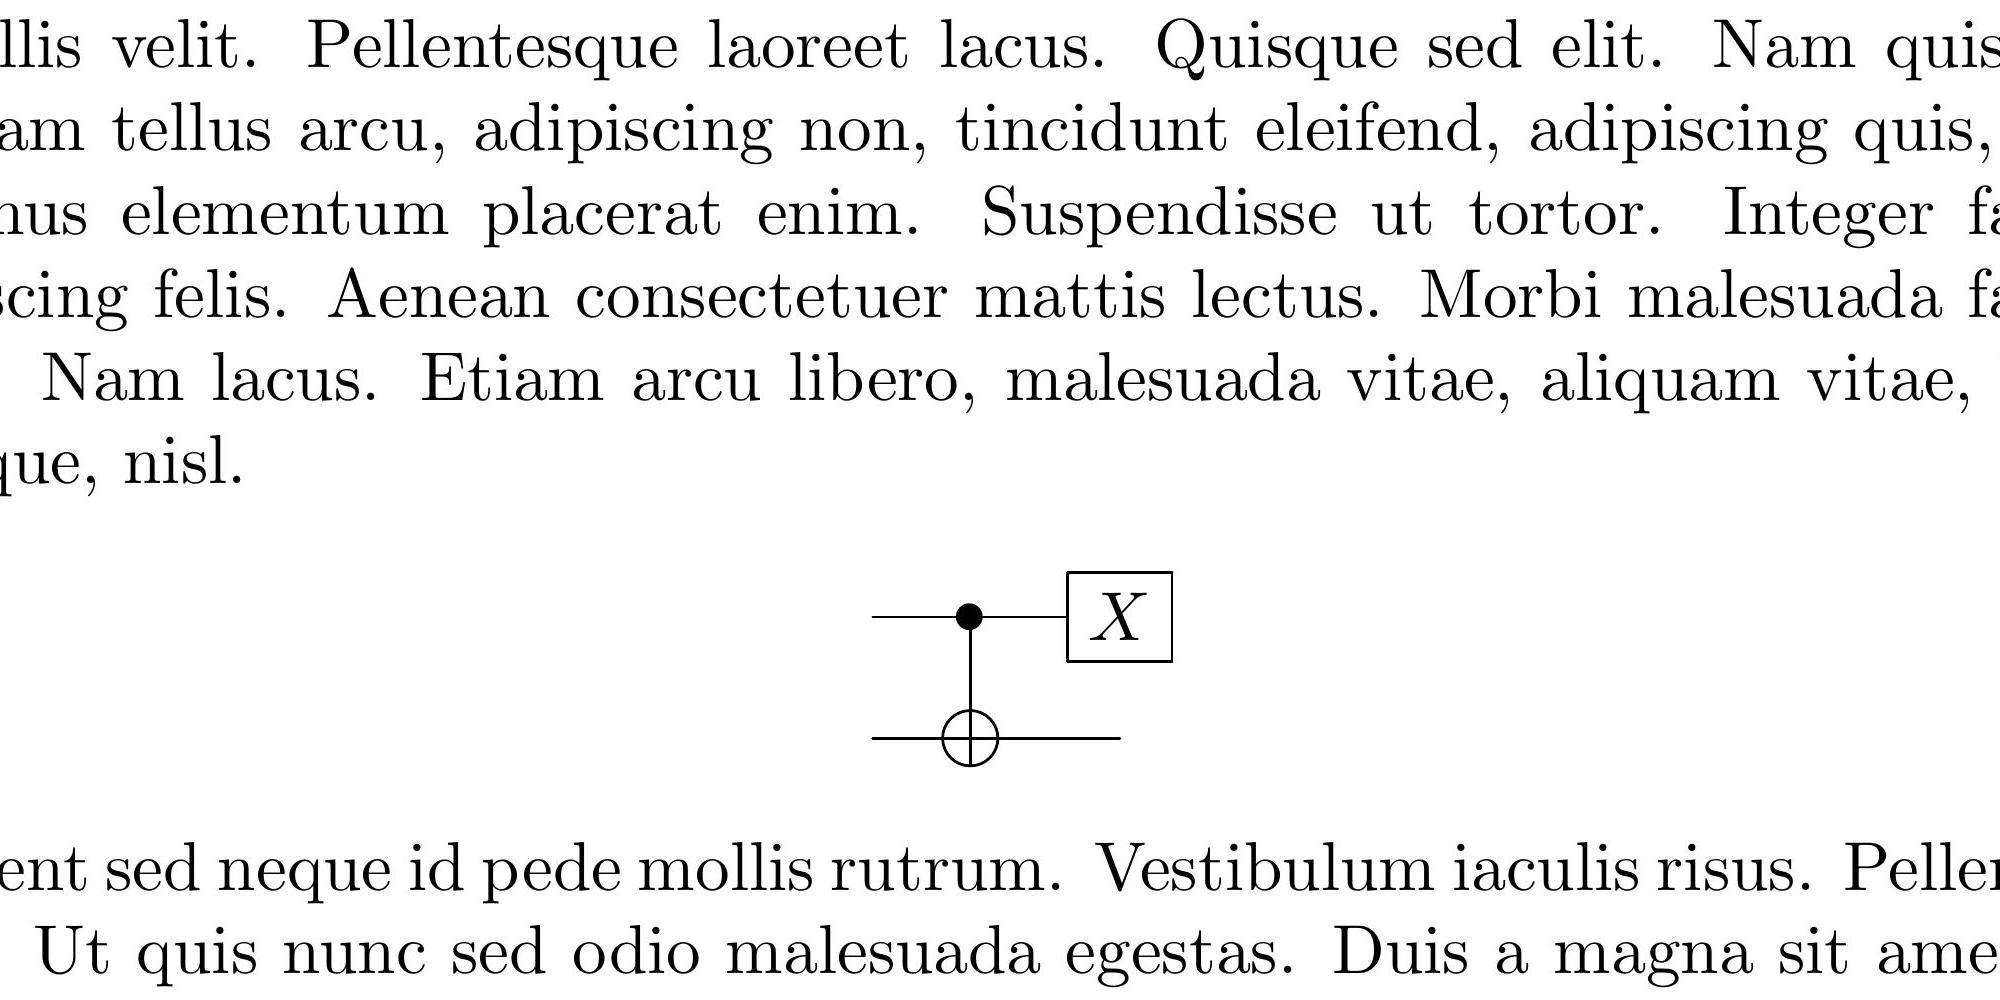 llis velit. Pellentesque laoreet lacus. Quisque sed elit. Nam quis
am tellus arcu, adipiscing non, tincidunt eleifend, adipiscing quis,
nus elementum placerat enim. Suspendisse ut tortor. Integer fa
scing felis. Aenean consectetuer mattis lectus. Morbi malesuada fa
Nam lacus. Etiam arcu libero, malesuada vitae, aliquam vitae,
que, nisl.
X
ent sed neque id pede mollis rutrum. Vestibulum iaculis risus. Pellen
Ut quis nunc sed odio malesuada egestas. Duis a magna sit ame